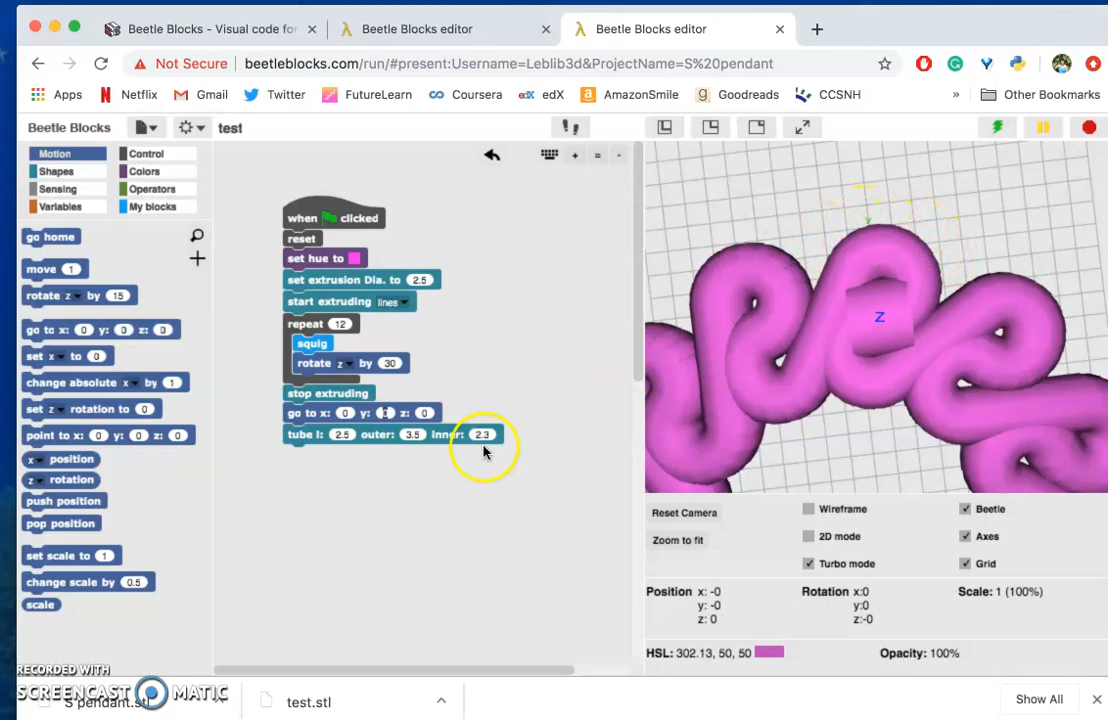 Beetle Blocks - Visual code for
Beetle Blocks editor
Beetle Blocks editor
Not Secure
beetleblocks.com/run/#present:Username=Leblib3d&ProjectName=S%20pendant
Apps
Netflix
Gmail
Twitter
FutureLearn
Coursera
edX
AmazonSmile
Goodreads
CCSNH
»
Other Bookmarks
Beetle Blocks
test
Motion
Control
Shapes
Colors
Sensing
Operators
Variables
My blocks
go home
move 1
rotate z by 15
go to x: 0 y: 0 z: 0
set x to 0
change absolute x by 1
set z rotation to 0
point to x: 0 y: 0 z: 0
x position
z rotation
push position
pop position
set scale to 1
change scale by 0.5
scale
when clicked
reset
set hue to
set extrusion Dia. to 2.5
start extruding lines
repeat 12
squig
rotate z by 30
stop extruding
go to x: 0 y: 0 z: 0
tube l: 2.5 outer: 3.5 inner: 2.3
+ = -
z
Reset Camera
Zoom to fit
Wireframe
2D mode
Turbo mode
Beetle
Axes
Grid
Position x: -0
y: -0
z: 0
Rotation x:0
y:0
z:-0
Scale: 1 (100%)
HSL: 302.13, 50, 50
Opacity: 100%
RECORDED WITH
SCREENCAST MATIC
S pendant.stl
test.stl
Show All